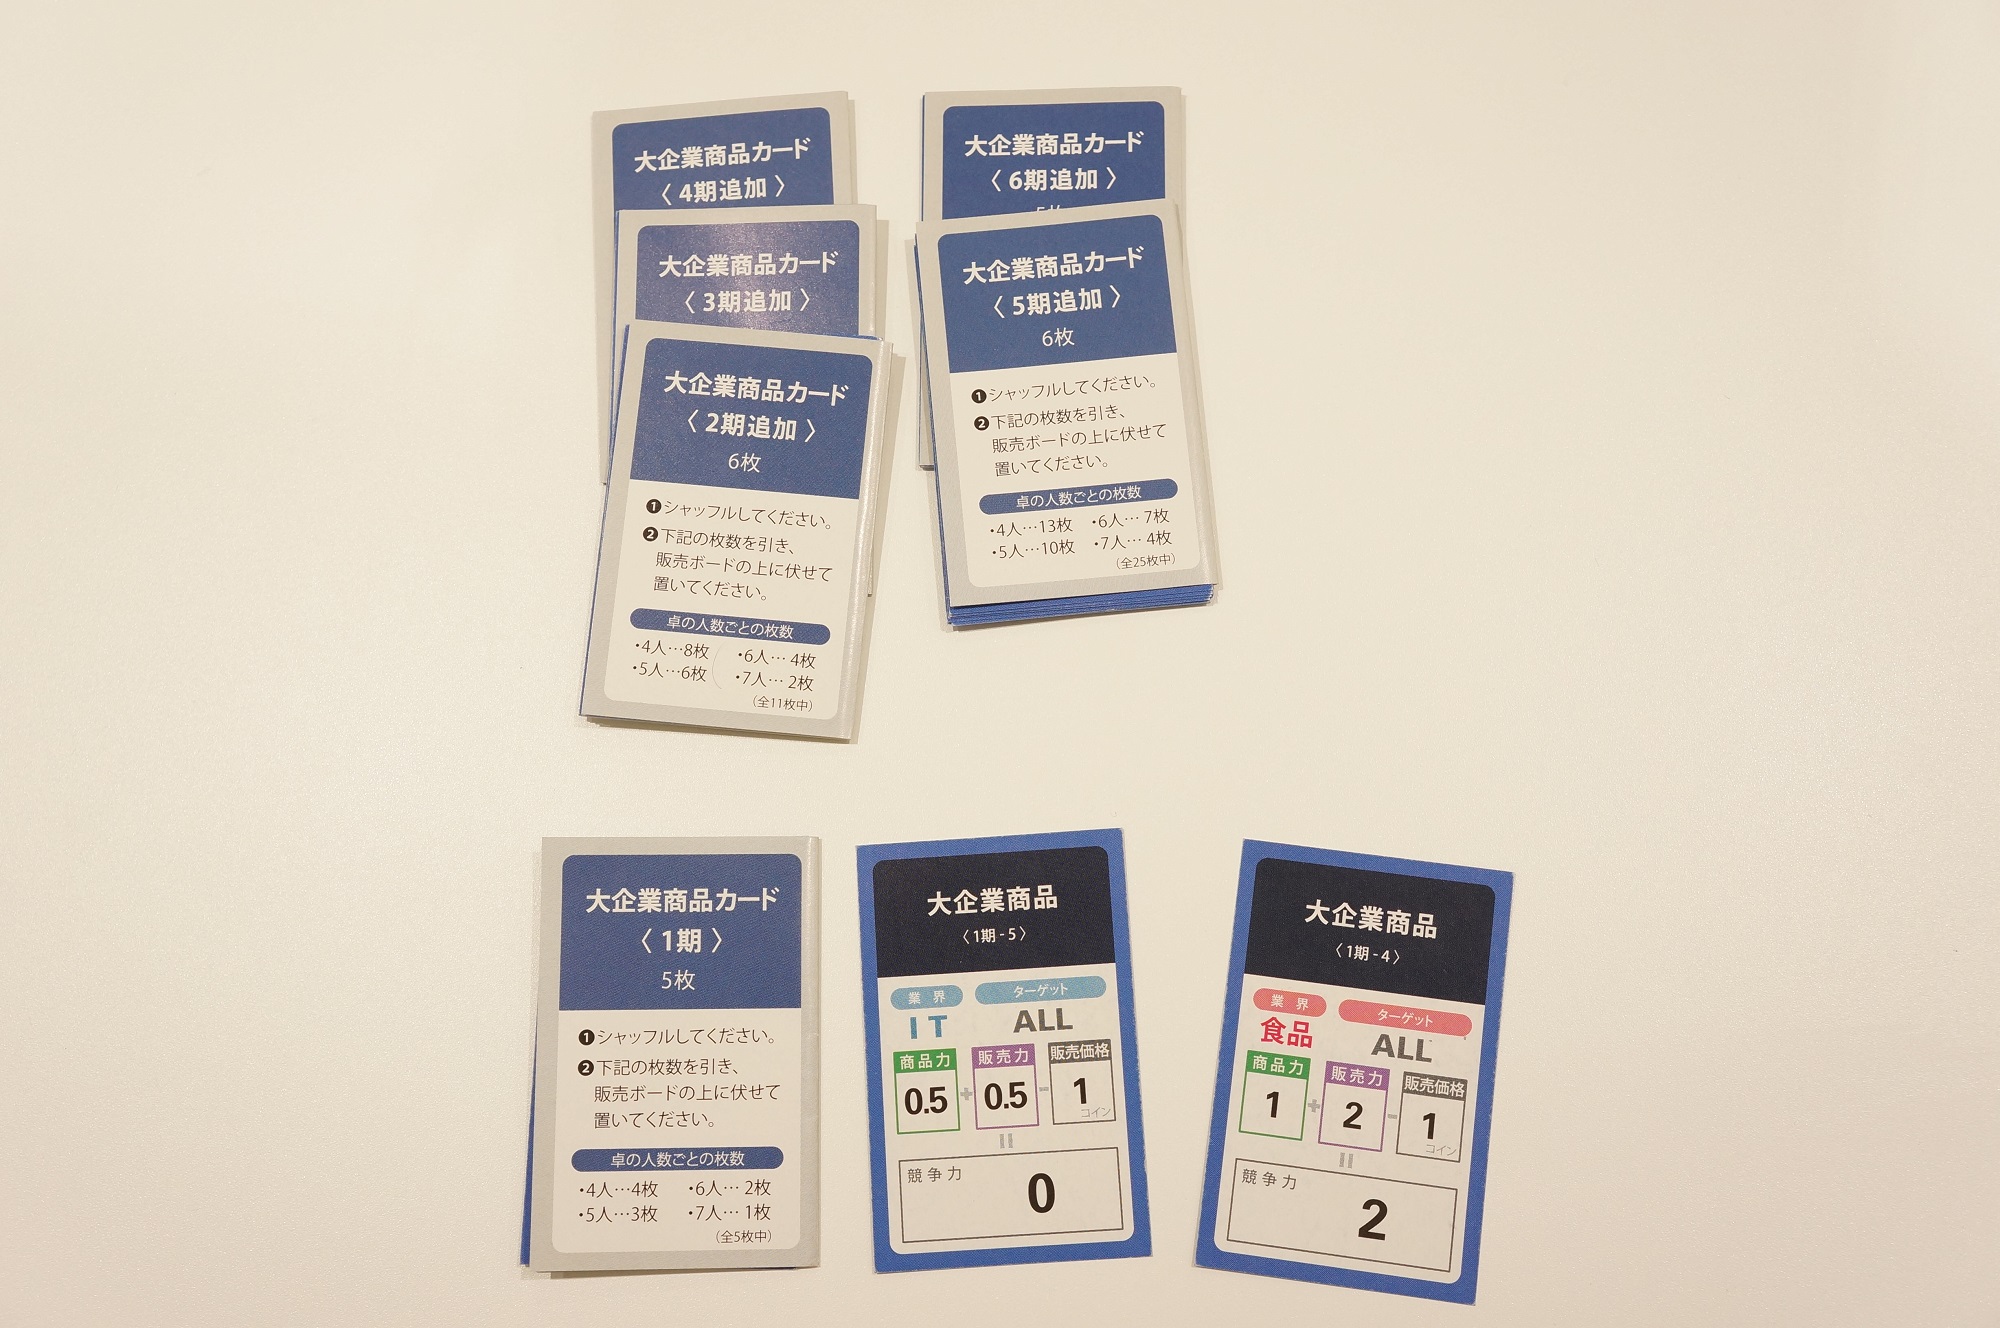 大企業商品カード
〈 4期追加 〉
大企業商品カード
〈 3期追加 〉
大企業商品カード
〈 2期追加 〉
6枚
❶シャッフルしてください。
❷下記の枚数を引き、
販売ボードの上に伏せて
置いてください。
卓の人数ごとの枚数
・4人…8枚 ・6人… 4枚
・5人…6枚 ・7人… 2枚
(全11枚中)
大企業商品カード
〈 6期追加 〉
大企業商品カード
〈 5期追加 〉
6枚
❶シャッフルしてください。
❷下記の枚数を引き、
販売ボードの上に伏せて
置いてください。
卓の人数ごとの枚数
・4人…13枚 ・6人… 7枚
・5人…10枚 ・7人… 4枚
(全25枚中)
大企業商品カード
〈 1期 〉
5枚
❶シャッフルしてください。
❷下記の枚数を引き、
販売ボードの上に伏せて
置いてください。
卓の人数ごとの枚数
・4人…4枚 ・6人… 2枚
・5人…3枚 ・7人… 1枚
(全5枚中)
大企業商品
〈 1期 - 5 〉
業界 ターゲット
IT ALL
商品力 販売力 販売価格
0.5 + 0.5 - 1
コイン
=
競争力 0
大企業商品
〈 1期 - 4 〉
業界 ターゲット
食品 ALL
商品力 販売力 販売価格
1 + 2 - 1
コイン
=
競争力 2